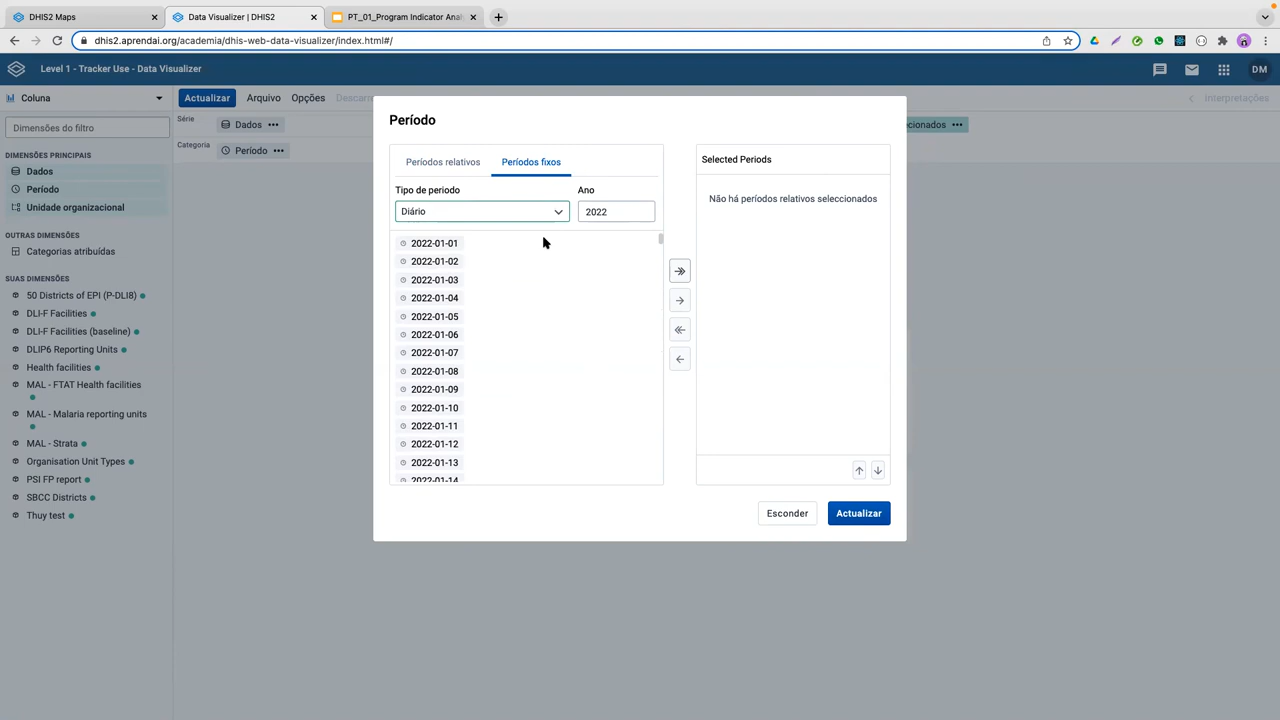 DHIS2 Maps
Data Visualizer | DHIS2
PT_01_Program Indicator Anal
dhis2.aprendai.org/academia/dhis-web-data-visualizer/index.html#/
Level 1 - Tracker Use - Data Visualizer
DM
Coluna
Actualizar
Arquivo
Opções
Descarr
Interpretações
Dimensões do filtro
Série
Dados
cionados
Categoria
Período
DIMENSÕES PRINCIPAIS
Dados
Período
Unidade organizacional
OUTRAS DIMENSÕES
Categorias atribuídas
SUAS DIMENSÕES
50 Districts of EPI (P-DLI8)
DLI-F Facilities
DLI-F Facilities (baseline)
DLIP6 Reporting Units
Health facilities
MAL - FTAT Health facilities
MAL - Malaria reporting units
MAL - Strata
Organisation Unit Types
PSI FP report
SBCC Districts
Thuy test
Período
Períodos relativos
Períodos fixos
Tipo de periodo
Ano
Diário
2022
2022-01-01
2022-01-02
2022-01-03
2022-01-04
2022-01-05
2022-01-06
2022-01-07
2022-01-08
2022-01-09
2022-01-10
2022-01-11
2022-01-12
2022-01-13
2022-01-14
Selected Periods
Não há períodos relativos seleccionados
Esconder
Actualizar